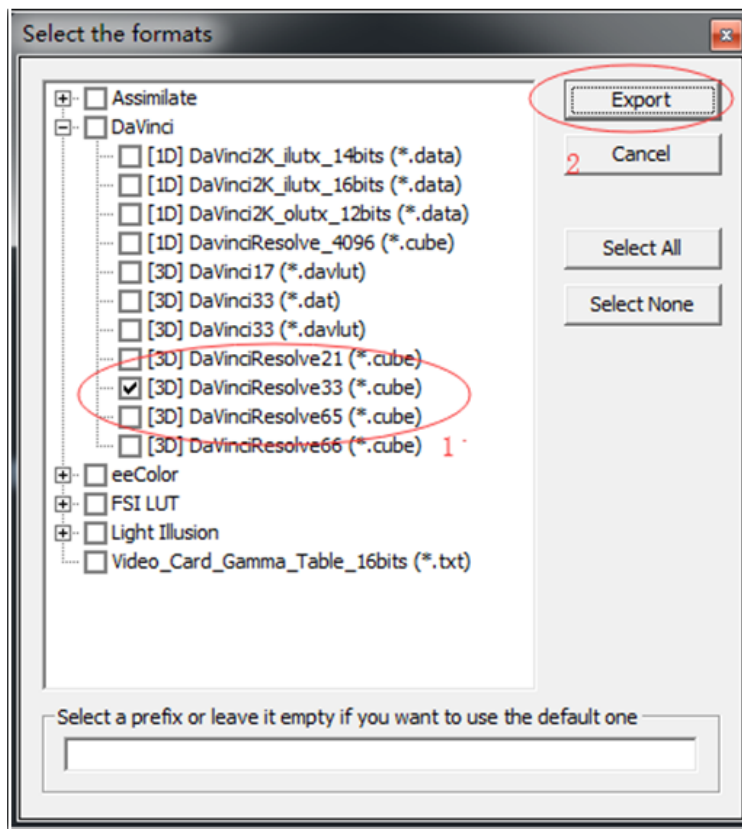 Select the formats
Assimilate
DaVinci
[1D] DaVinci2K_ilutx_14bits (*.data)
[1D] DaVinci2K_ilutx_16bits (*.data)
[1D] DaVinci2K_olutx_12bits (*.data)
[1D] DavinciResolve_4096 (*.cube)
[3D] DaVinci17 (*.davlut)
[3D] DaVinci33 (*.dat)
[3D] DaVinci33 (*.davlut)
[3D] DaVinciResolve21 (*.cube)
[3D] DaVinciResolve33 (*.cube)
[3D] DaVinciResolve65 (*.cube)
[3D] DaVinciResolve66 (*.cube)
1
eeColor
FSI LUT
Light Illusion
Video_Card_Gamma_Table_16bits (*.txt)
Export
2
Cancel
Select All
Select None
Select a prefix or leave it empty if you want to use the default one